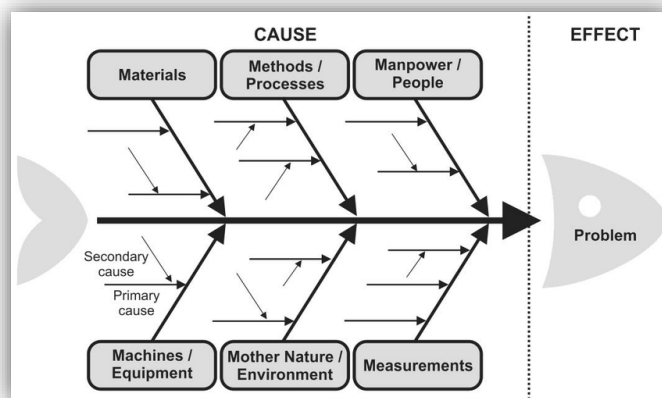 CAUSE
EFFECT
Materials
Methods /
Processes
Manpower /
People
Problem
Secondary
cause
Primary
cause
Machines /
Equipment
Mother Nature /
Environment
Measurements